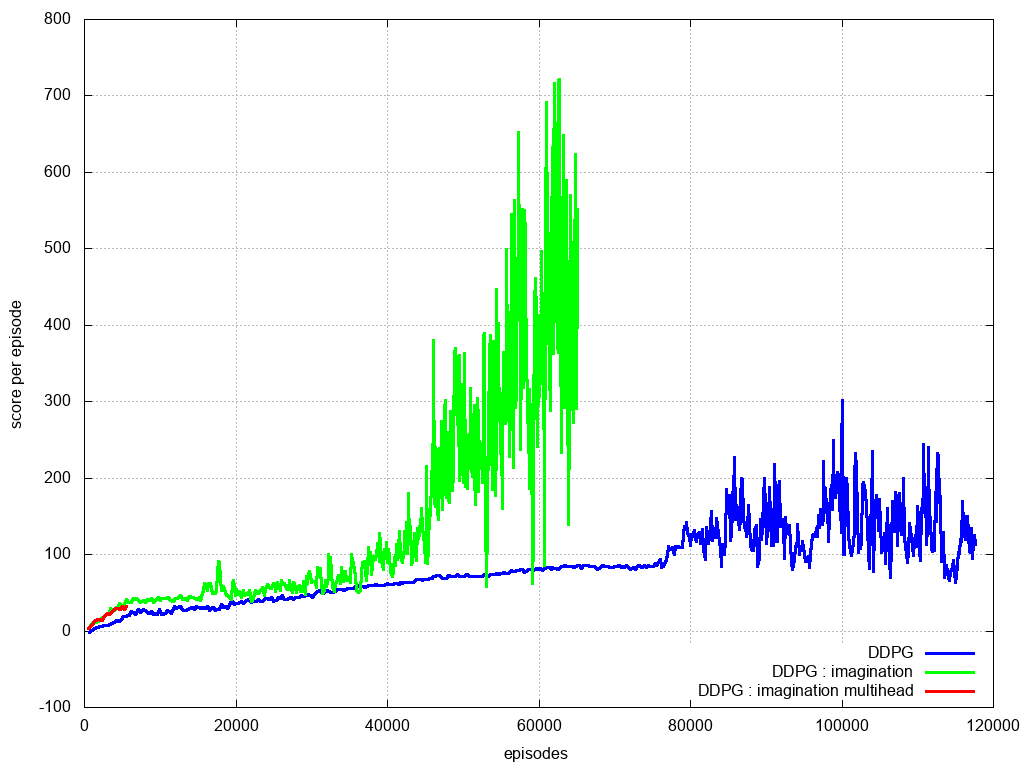 800
700
600
500
400
300
200
100
0
-100
score per episode
DDPG
DDPG : imagination
DDPG : imagination multihead
0 20000 40000 60000 80000 100000 120000
episodes